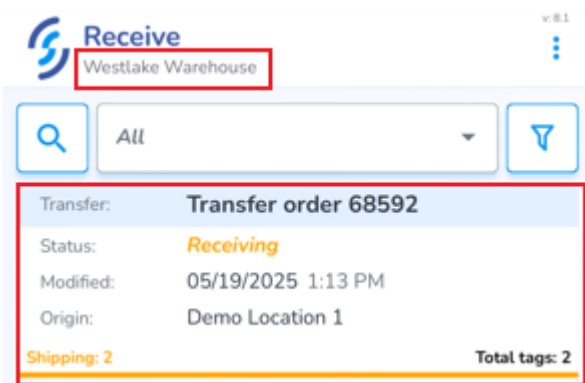 v: 8.1
Receive
Westlake Warehouse
All
Transfer: Transfer order 68592
Status: Receiving
Modified: 05/19/2025 1:13 PM
Origin: Demo Location 1
Shipping: 2 Total tags: 2